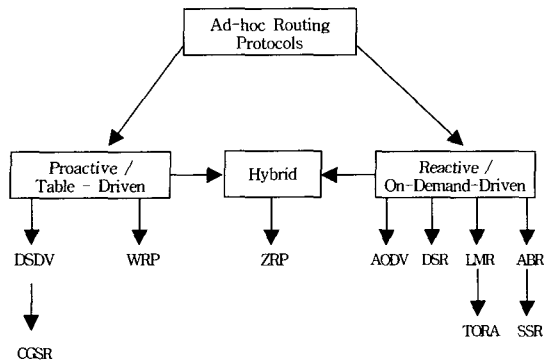 Ad-hoc Routing
Protocols
Proactive /
Table - Driven
Hybrid
Reactive /
On-Demand-Driven
DSDV
WRP
ZRP
AODV
DSR
LMR
ABR
TORA
SSR
CGSR